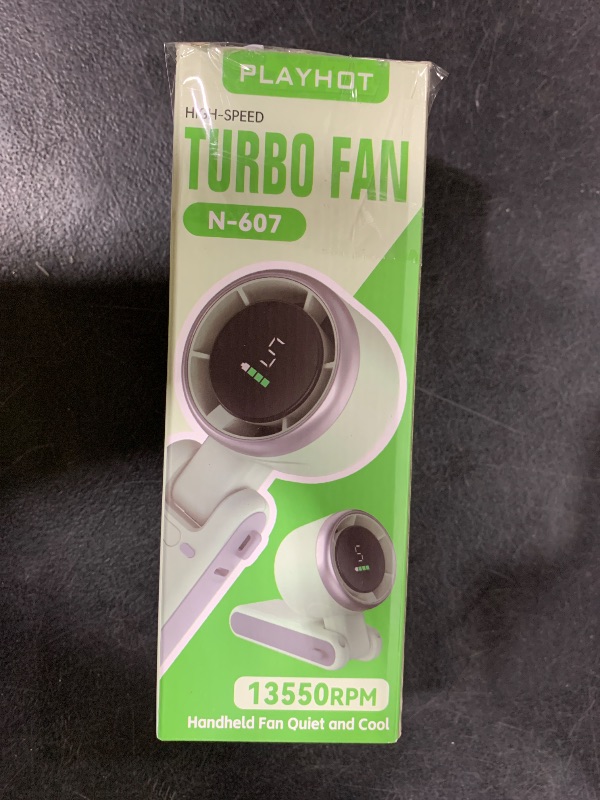 PLAYHOT
HIGH-SPEED
TURBO FAN
N-607
13550RPM
Handheld Fan Quiet and Cool